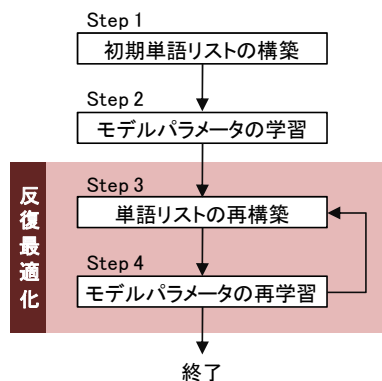 Step 1
初期単語リストの構築
Step 2
モデルパラメータの学習
反復最適化
Step 3
単語リストの再構築
Step 4
モデルパラメータの再学習
終了